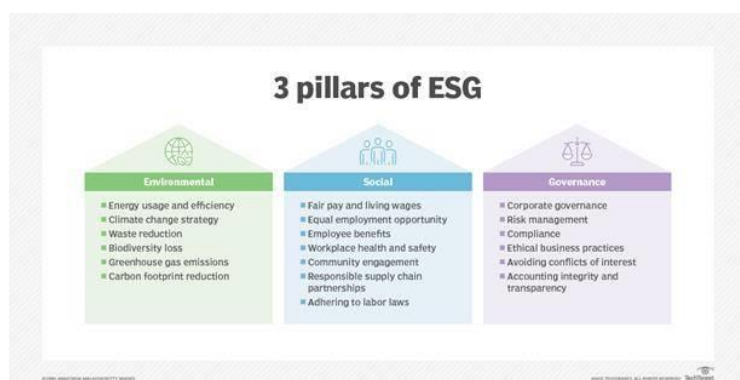 3 pillars of ESG
Environmental
Energy usage and efficiency
Climate change strategy
Waste reduction
Biodiversity loss
Greenhouse gas emissions
Carbon footprint reduction
Social
Fair pay and living wages
Equal employment opportunity
Employee benefits
Workplace health and safety
Community engagement
Responsible supply chain
partnerships
Adhering to labor laws
Governance
Corporate governance
Risk management
Compliance
Ethical business practices
Avoiding conflicts of interest
Accounting integrity and
transparency
TechTarget